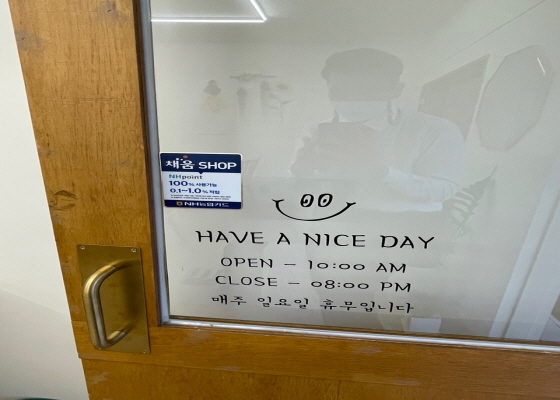 채움 SHOP
NHpoint
100% 사용가능
0.1~1.0% 적립
NH농협카드
HAVE A NICE DAY
OPEN – 10:00 AM
CLOSE – 08:00 PM
매주 일요일 휴무입니다